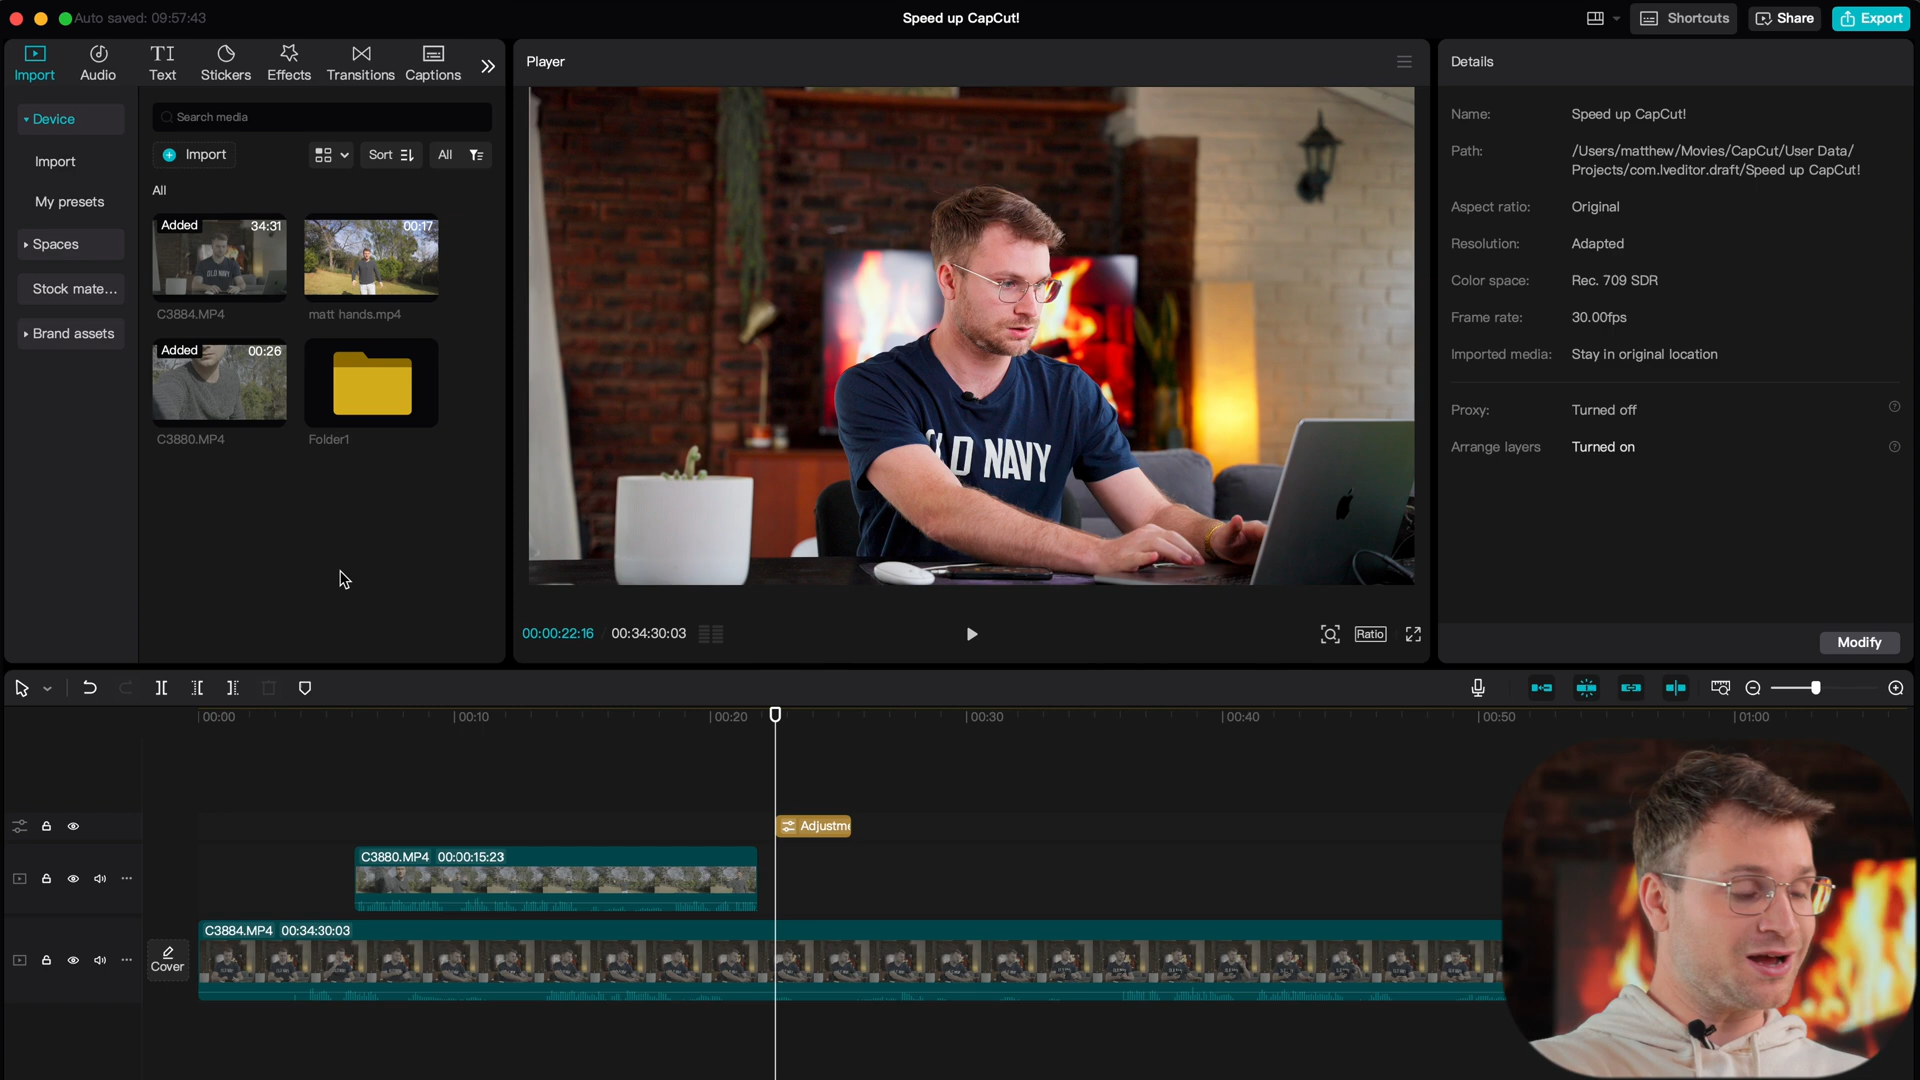 Auto saved: 09:57:43
Speed up CapCut!
Shortcuts
Share
Export
Import
Audio
TI
Text
Stickers
Effects
Transitions
Captions
Player
Details
Device
Import
My presets
Spaces
Stock mate...
Brand assets
Search media
Import
Sort
All
All
Added
34:31
C3884.MP4
00:17
matt hands.mp4
Added
00:26
C3880.MP4
Folder1
OLD NAVY
LD NAVY
Name:
Speed up CapCut!
Path:
/Users/matthew/Movies/CapCut/User Data/
Projects/com.lveditor.draft/Speed up CapCut!
Aspect ratio:
Original
Resolution:
Adapted
Color space:
Rec. 709 SDR
Frame rate:
30.00fps
Imported media:
Stay in original location
Proxy:
Turned off
Arrange layers
Turned on
Modify
00:00:22:16
00:34:30:03
Ratio
00:00
00:10
00:20
00:30
00:40
00:50
01:00
Adjustme
C3880.MP4 00:00:15:23
C3884.MP4 00:34:30:03
Cover